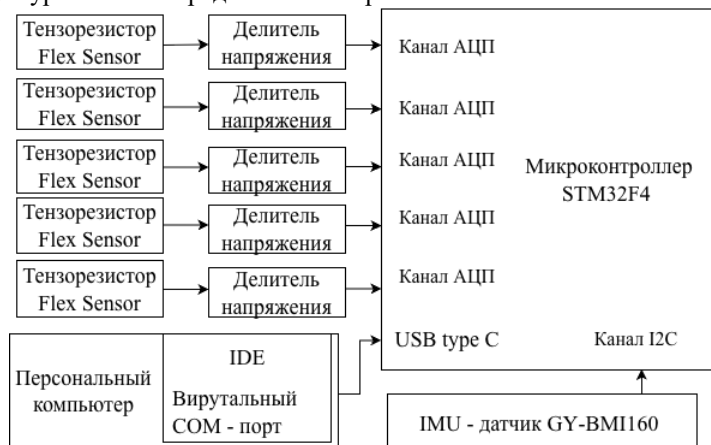 Тензорезистор
Flex Sensor
Делитель
напряжения
Канал АЦП
Тензорезистор
Flex Sensor
Делитель
напряжения
Канал АЦП
Тензорезистор
Flex Sensor
Делитель
напряжения
Канал АЦП
Микроконтроллер
STM32F4
Тензорезистор
Flex Sensor
Делитель
напряжения
Канал АЦП
Тензорезистор
Flex Sensor
Делитель
напряжения
Канал АЦП
Персональный
компьютер
IDE
Вирутальный
COM - порт
USB type C
Канал I2C
IMU - датчик GY-BMI160